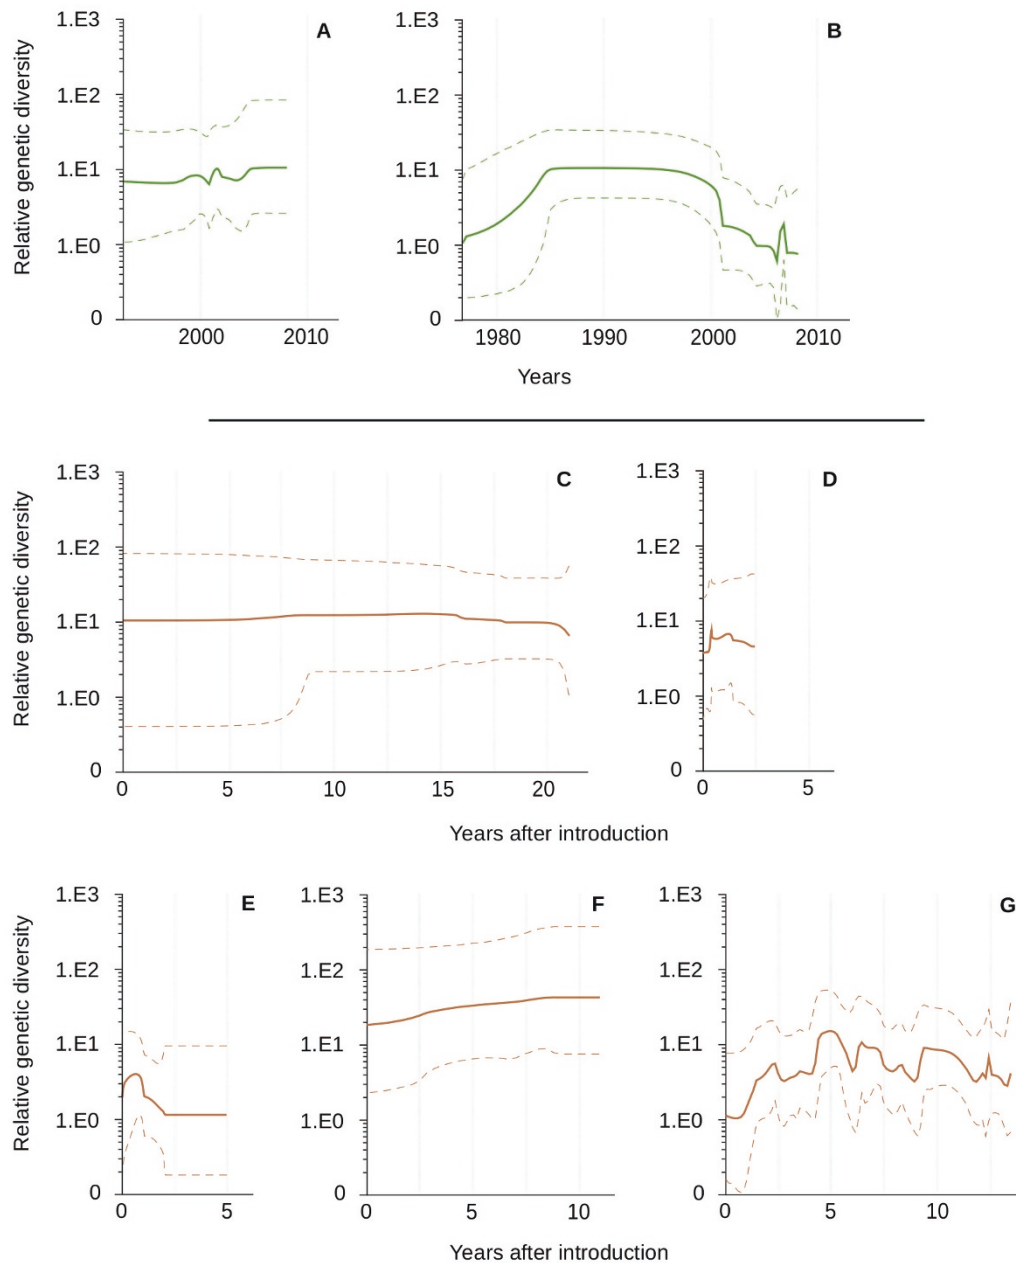 A
B
Relative genetic diversity
1.E3
1.E2
1.E1
1.E0
0
2000
2010
1.E3
1.E2
1.E1
1.E0
0
1980
1990
2000
2010
Years
C
D
Relative genetic diversity
1.E3
1.E2
1.E1
1.E0
0
0
5
10
15
20
1.E3
1.E2
1.E1
1.E0
0
0
5
Years after introduction
E
F
G
Relative genetic diversity
1.E3
1.E2
1.E1
1.E0
0
0
5
1.E3
1.E2
1.E1
1.E0
0
0
5
10
1.E3
1.E2
1.E1
1.E0
0
0
5
10
Years after introduction